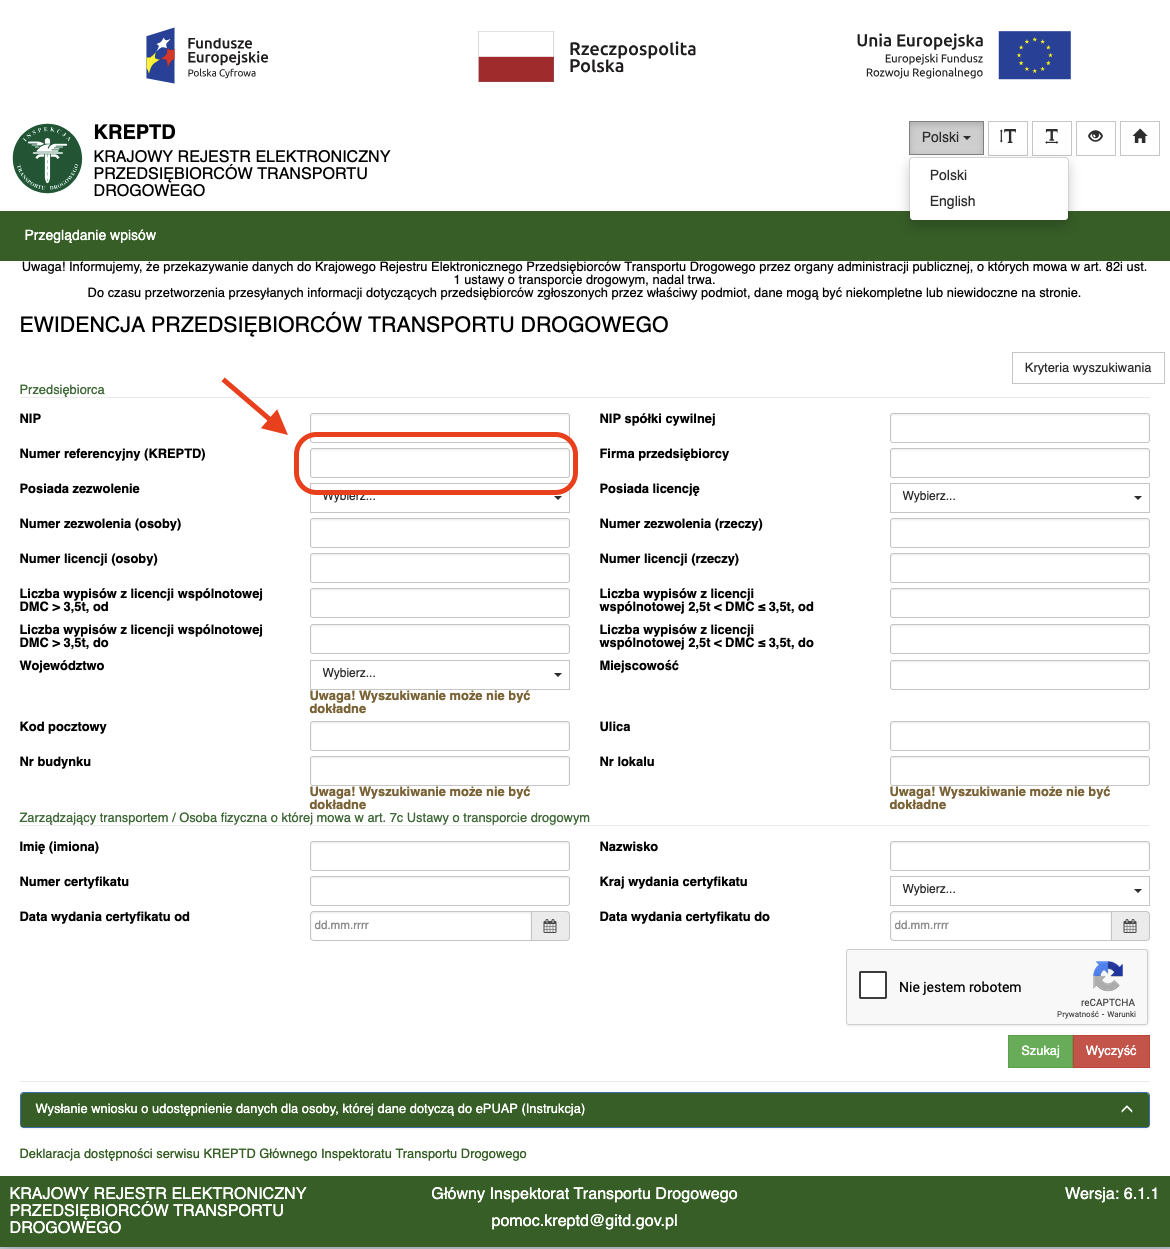 Fundusze
Europejskie
Polska Cyfrowa
Rzeczpospolita
Polska
Unia Europejska
Europejski Fundusz
Rozwoju Regionalnego
INSPEKCJA
TRANSPORTU DROGOWEGO
KREPTD
KRAJOWY REJESTR ELEKTRONICZNY
PRZEDSIĘBIORCÓW TRANSPORTU
DROGOWEGO
Polski
Polski
English
Przeglądanie wpisów
Uwaga! Informujemy, że przekazywanie danych do Krajowego Rejestru Elektronicznego Przedsiębiorców Transportu Drogowego przez organy administracji publicznej, o których mowa w art. 82i ust.
1 ustawy o transporcie drogowym, nadal trwa.
Do czasu przetworzenia przesyłanych informacji dotyczących przedsiębiorców zgłoszonych przez właściwy podmiot, dane mogą być niekompletne lub niewidoczne na stronie.
EWIDENCJA PRZEDSIĘBIORCÓW TRANSPORTU DROGOWEGO
Kryteria wyszukiwania
Przedsiębiorca
NIP
NIP spółki cywilnej
Numer referencyjny (KREPTD)
Firma przedsiębiorcy
Posiada zezwolenie
Wybierz...
Posiada licencję
Wybierz...
Numer zezwolenia (osoby)
Numer zezwolenia (rzeczy)
Numer licencji (osoby)
Numer licencji (rzeczy)
Liczba wypisów z licencji wspólnotowej
DMC > 3,5t, od
Liczba wypisów z licencji
wspólnotowej 2,5t < DMC ≤ 3,5t, od
Liczba wypisów z licencji wspólnotowej
DMC > 3,5t, do
Liczba wypisów z licencji
wspólnotowej 2,5t < DMC ≤ 3,5t, do
Województwo
Wybierz...
Uwaga! Wyszukiwanie może nie być
dokładne
Miejscowość
Kod pocztowy
Ulica
Nr budynku
Uwaga! Wyszukiwanie może nie być
dokładne
Nr lokalu
Uwaga! Wyszukiwanie może nie być
dokładne
Zarządzający transportem / Osoba fizyczna o której mowa w art. 7c Ustawy o transporcie drogowym
Imię (imiona)
Nazwisko
Numer certyfikatu
Kraj wydania certyfikatu
Wybierz...
Data wydania certyfikatu od
dd.mm.rrrr
Data wydania certyfikatu do
dd.mm.rrrr
Nie jestem robotem
reCAPTCHA
Prywatność - Warunki
Szukaj
Wyczyść
Wysłanie wniosku o udostępnienie danych dla osoby, której dane dotyczą do ePUAP (Instrukcja)
Deklaracja dostępności serwisu KREPTD Głównego Inspektoratu Transportu Drogowego
KRAJOWY REJESTR ELEKTRONICZNY
PRZEDSIĘBIORCÓW TRANSPORTU
DROGOWEGO
Główny Inspektorat Transportu Drogowego
pomoc.kreptd@gitd.gov.pl
Wersja: 6.1.1